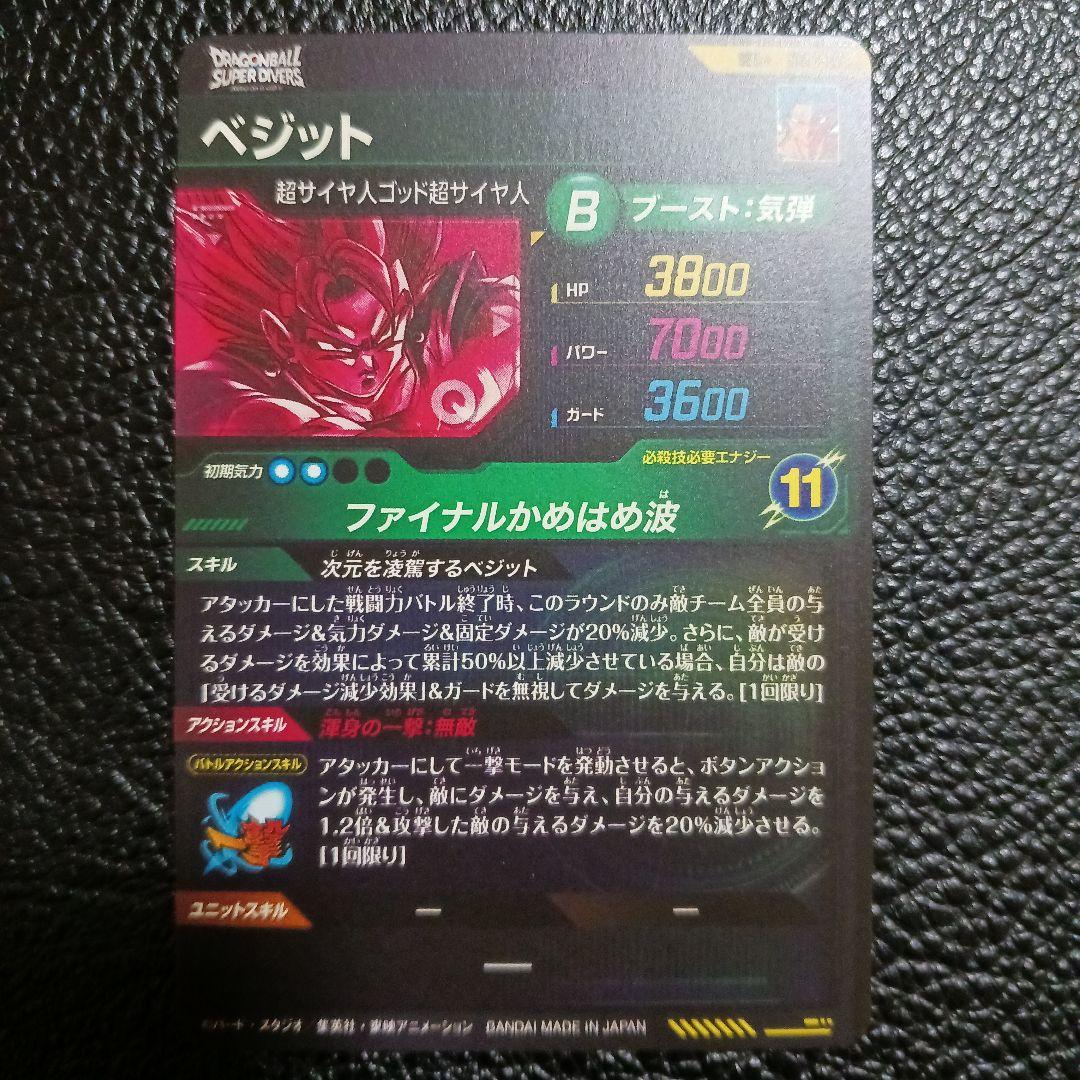 DRAGONBALL
SUPER DIVERS
ベジット
超サイヤ人ゴッド超サイヤ人
B ブースト:気弾
HP 3800
パワー 7000
ガード 3600
初期気力
必殺技必要エナジー
11
ファイナルかめはめ波
スキル 次元を凌駕するベジット
アタッカーにした戦闘力バトル終了時、このラウンドのみ敵チーム全員の与
えるダメージ&気力ダメージ&固定ダメージが20%減少。さらに、敵が受け
るダメージを効果によって累計50%以上減少させている場合、自分は敵の
「受けるダメージ減少効果」&ガードを無視してダメージを与える。[1回限り]
アクションスキル 渾身の一撃:無敵
バトルアクションスキル
アタッカーにして一撃モードを発動させると、ボタンアクショ
ンが発生し、敵にダメージを与え、自分の与えるダメージを
1.2倍&攻撃した敵の与えるダメージを20%減少させる。
[1回限り]
一撃
ユニットスキル ー ー
ー
バード・スタジオ/集英社・東映アニメーション BANDAI MADE IN JAPAN